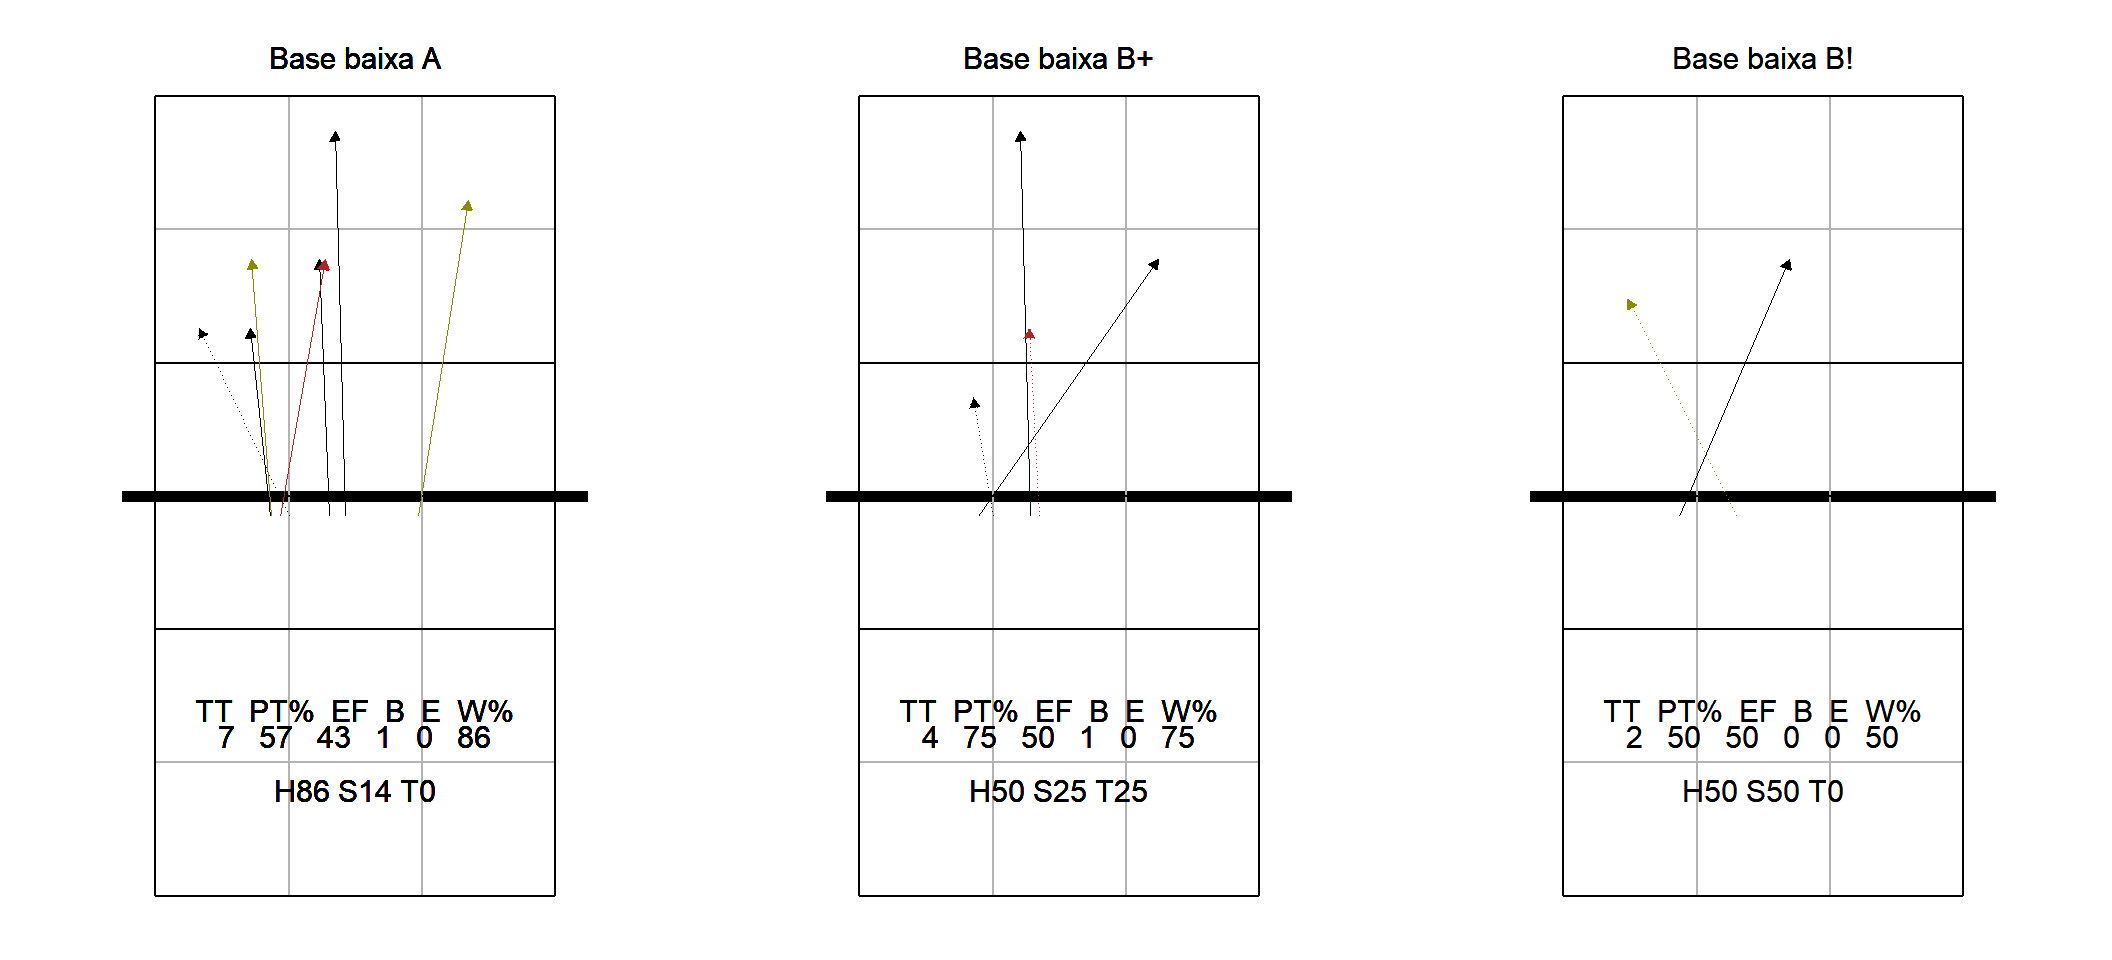 Base baixa A
TT PT% EF B E W%
7 57 43 1 0 86
H86 S14 T0
Base baixa B+
TT PT% EF B E W%
4 75 50 1 0 75
H50 S25 T25
Base baixa B!
TT PT% EF B E W%
2 50 50 0 0 50
H50 S50 T0